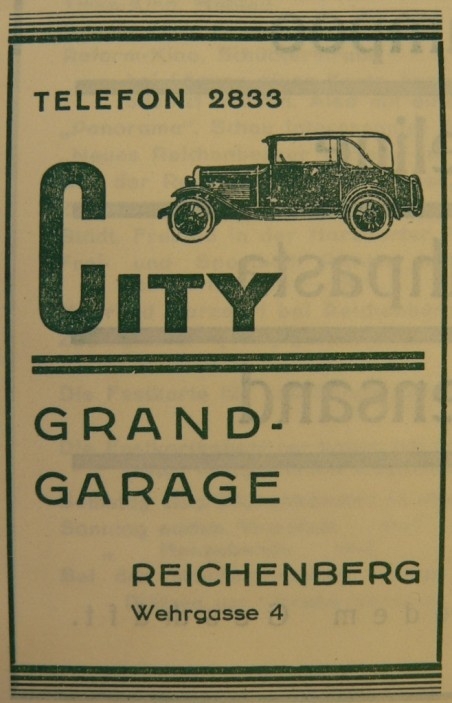 TELEFON 2833
CITY
GRAND-
GARAGE
REICHENBERG
Wehrgasse 4